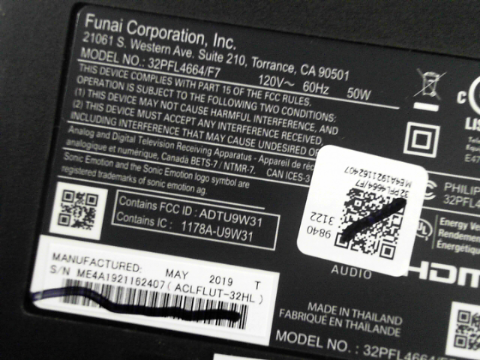 Funai Corporation, Inc.
21061 S. Western Ave. Suite 210, Torrance, CA 90501
MODEL NO.: 32PFL4664/F7 120V~ 60Hz 50W
THIS DEVICE COMPLIES WITH PART 15 OF THE FCC RULES.
OPERATION IS SUBJECT TO THE FOLLOWING TWO CONDITIONS:
(1) THIS DEVICE MAY NOT CAUSE HARMFUL INTERFERENCE, AND
(2) THIS DEVICE MUST ACCEPT ANY INTERFERENCE RECEIVED,
INCLUDING INTERFERENCE THAT MAY CAUSE UNDESIRED
Analog and Digital Television Receiving Apparatus - Appareil de
analogique et numérique, Canada BETS-7 / NTMR-7. CAN ICES-3
Sonic Emotion and the Sonic Emotion logo symbol are
registered trademarks of sonic emotion ag.
Contains FCC ID : ADTU9W31
Contains IC : 1178A-U9W31
MANUFACTURED: MAY 2019 T
S/N ME4A1921162407 ( ACLFLUT-32HL )
32PFL4664/F7
ME4A1921162407
9840
3122
AUDIO
HDMI
PHILIP
32PFL
Energy Ver
MADE IN THAILAND
FABRIQUE EN THAÏLANDE
MODEL NO.: 32PFL4664/F7